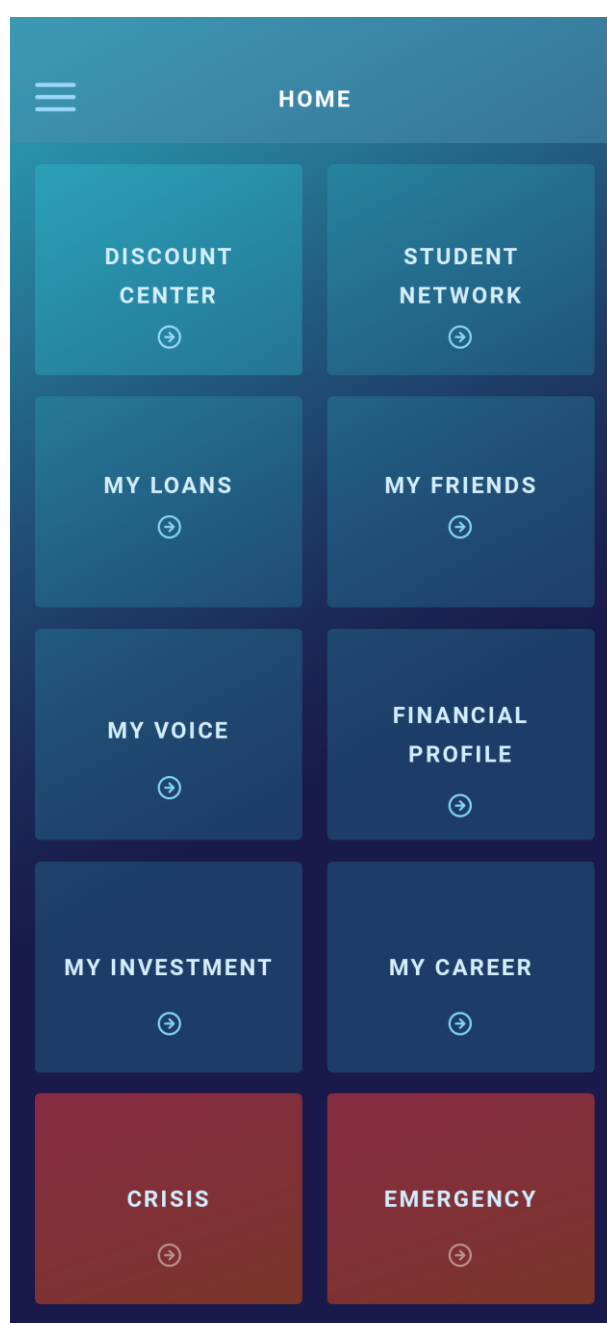 HOME
DISCOUNT
CENTER
STUDENT
NETWORK
MY LOANS
MY FRIENDS
MY VOICE
FINANCIAL
PROFILE
MY INVESTMENT
MY CAREER
CRISIS
EMERGENCY